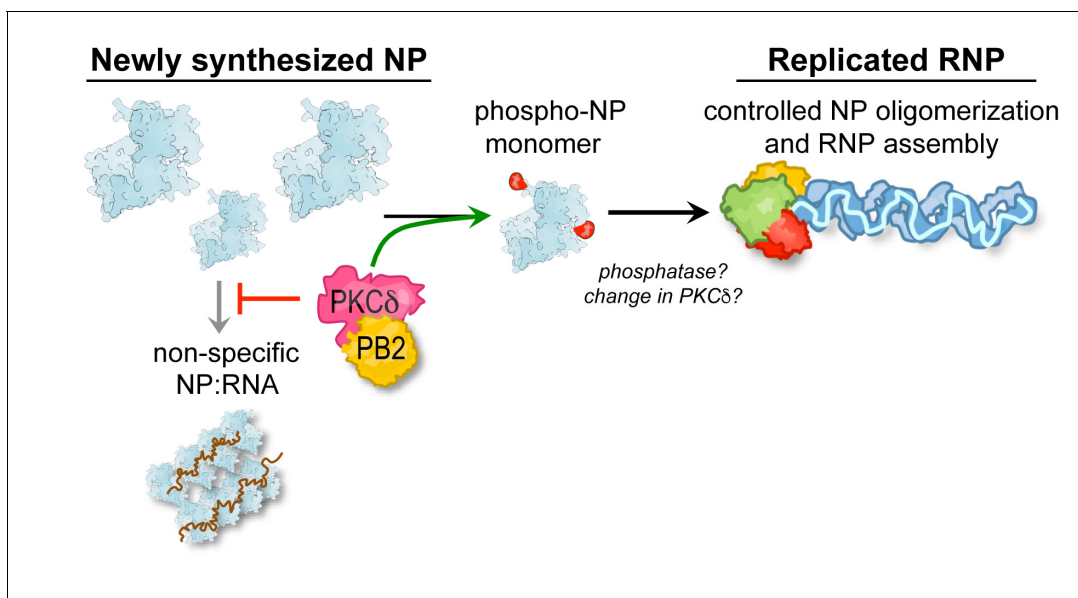 Newly synthesized NP
Replicated RNP
phospho-NP
monomer
controlled NP oligomerization
and RNP assembly
phosphatase?
change in PKCδ?
PKCδ
PB2
non-specific
NP:RNA